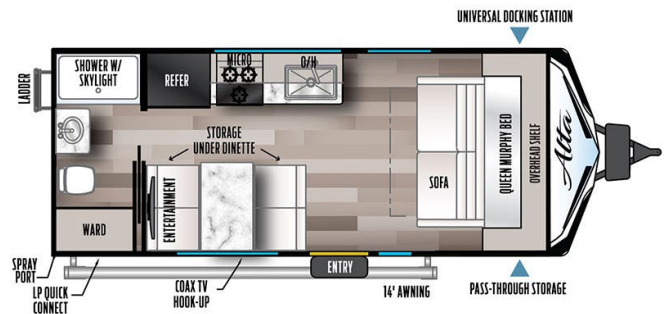 UNIVERSAL DOCKING STATION
SHOWER W/
SKYLIGHT
MICRO
O/H
LADDER
REFER
STORAGE
UNDER DINETTE
ENTERTAINMENT
SOFA
QUEEN MURPHY BED
OVERHEAD SHELF
Alta
WARD
SPRAY
PORT
LP QUICK
CONNECT
COAX TV
HOOK-UP
ENTRY
14' AWNING
PASS-THROUGH STORAGE